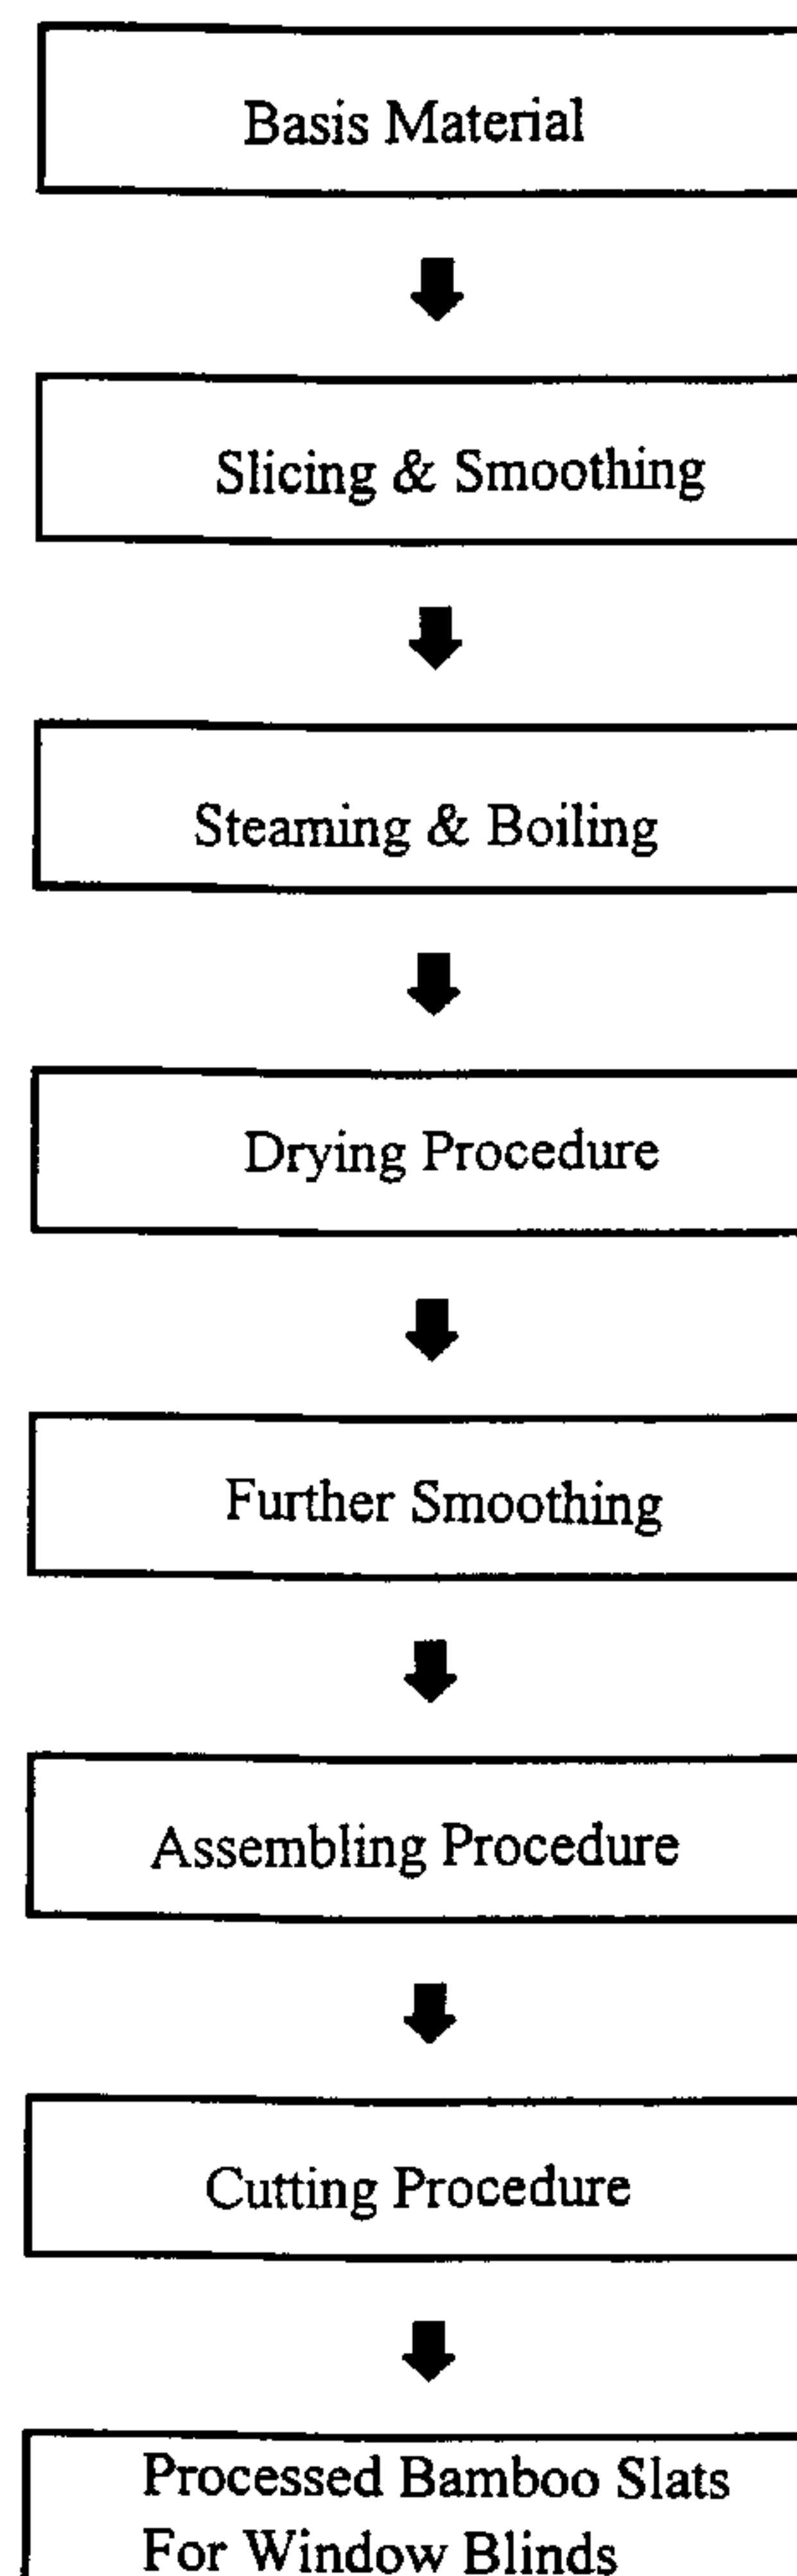 Basis Material
Slicing & Smoothing
Steaming & Boiling
Drying Procedure
Further Smoothing
Assembling Procedure
Cutting Procedure
Processed Bamboo Slats
For Window Blinds